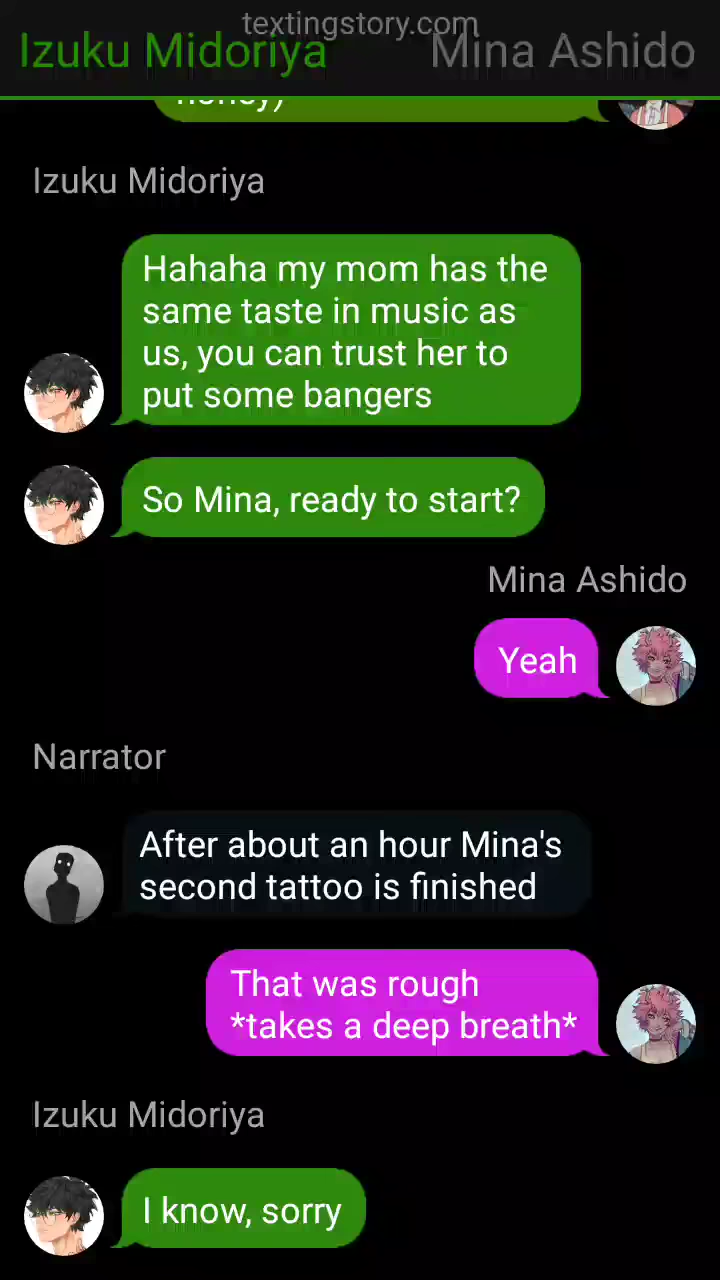 textingstory.com
Izuku Midoriya Mina Ashido
honey)
Izuku Midoriya
Hahaha my mom has the
same taste in music as
us, you can trust her to
put some bangers
So Mina, ready to start?
Mina Ashido
Yeah
Narrator
After about an hour Mina's
second tattoo is finished
That was rough
*takes a deep breath*
Izuku Midoriya
I know, sorry